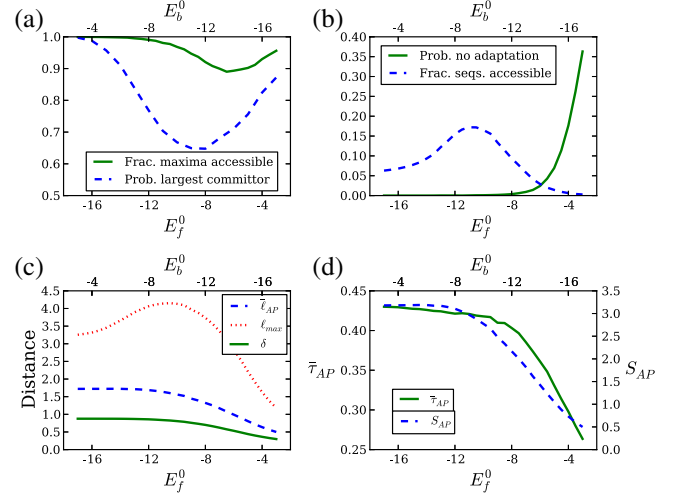 (a)
E_b^0
-4 -8 -12 -16
1.0
0.9
0.8
0.7
0.6
0.5
Frac. maxima accessible
Prob. largest committor
-16 -12 -8 -4
E_f^0
(b)
E_b^0
-4 -8 -12 -16
0.40
0.35
0.30
0.25
0.20
0.15
0.10
0.05
0.00
Prob. no adaptation
Frac. seqs. accessible
-16 -12 -8 -4
E_f^0
(c)
E_b^0
-4 -8 -12 -16
Distance
4.5
4.0
3.5
3.0
2.5
2.0
1.5
1.0
0.5
0.0
ℓ̄_AP
ℓ_max
δ
-16 -12 -8 -4
E_f^0
(d)
E_b^0
-4 -8 -12 -16
τ̄_AP
0.45
0.40
0.35
0.30
0.25
τ̄_AP
S_AP
3.5
3.0
2.5
2.0
1.5
1.0
0.5
0.0
S_AP
-16 -12 -8 -4
E_f^0